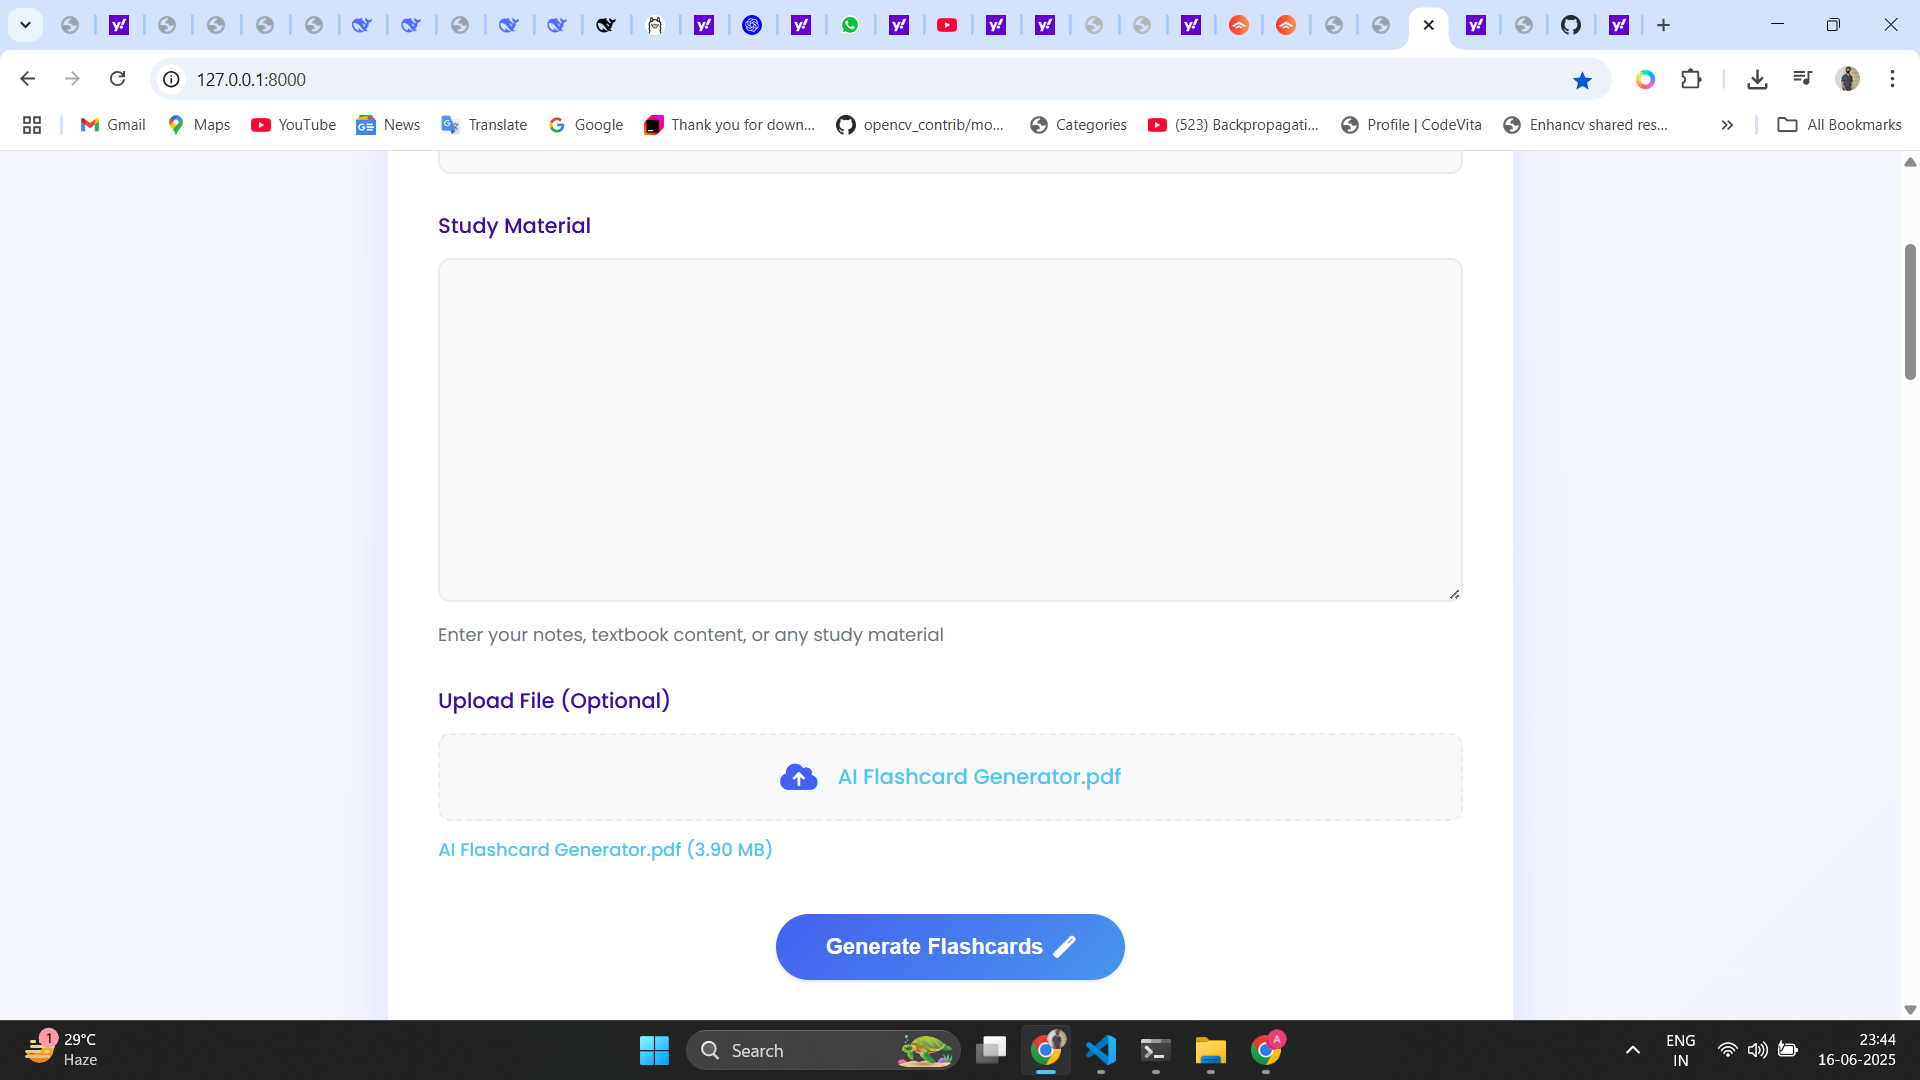 127.0.0.1:8000
Gmail
Maps
YouTube
News
Translate
Google
Thank you for down...
opencv_contrib/mo...
Categories
(523) Backpropagati...
Profile | CodeVita
Enhancv shared res...
All Bookmarks
Study Material
Enter your notes, textbook content, or any study material
Upload File (Optional)
AI Flashcard Generator.pdf
AI Flashcard Generator.pdf (3.90 MB)
Generate Flashcards
1
29°C
Haze
Search
A
ENG
IN
23:44
16-06-2025